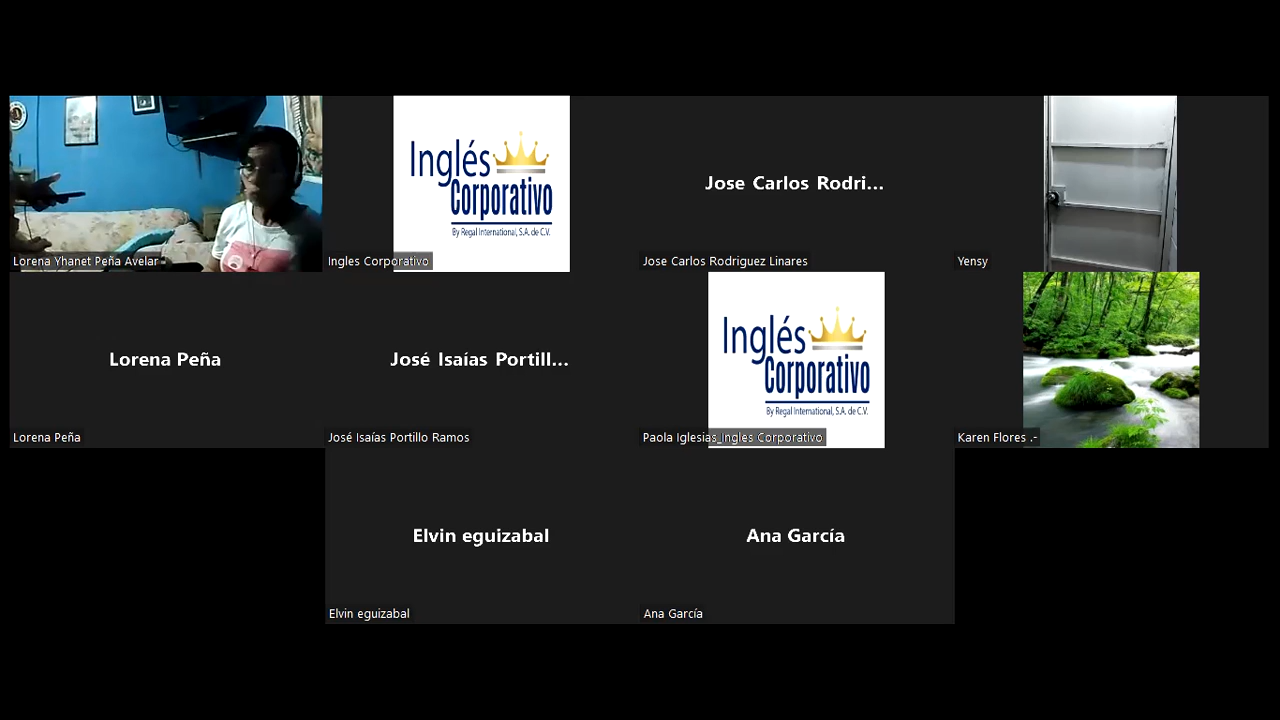 Inglés
Corporativo
By Regal International, S.A. de C.V.
Jose Carlos Rodri...
Lorena Yhanet Peña Avelar
Ingles Corporativo
Jose Carlos Rodriguez Linares
Yensy
Lorena Peña
José Isaías Portill...
Inglés
Corporativo
By Regal International, S.A. de C.V.
Lorena Peña
José Isaías Portillo Ramos
Paola Iglesias_Ingles Corporativo
Karen Flores .-
Elvin eguizabal
Ana García
Elvin eguizabal
Ana García